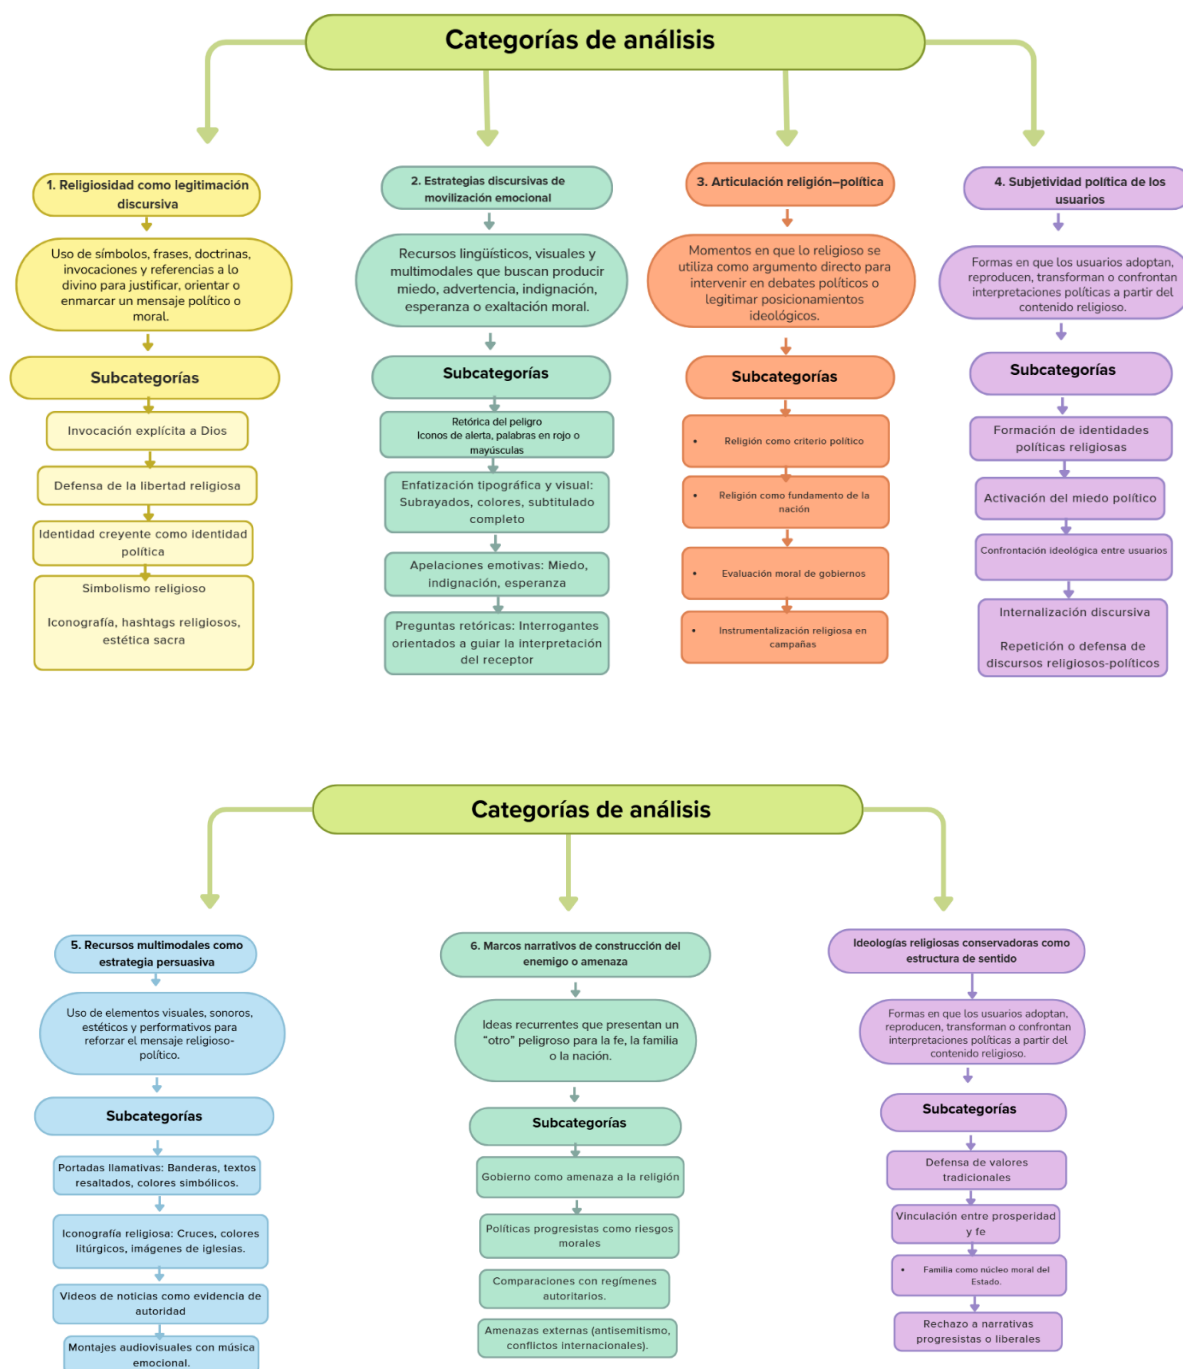 Categorías de análisis
1. Religiosidad como legitimación
discursiva
Uso de símbolos, frases, doctrinas,
invocaciones y referencias a lo
divino para justificar, orientar o
enmarcar un mensaje político o
moral.
Subcategorías
Invocación explícita a Dios
Defensa de la libertad religiosa
Identidad creyente como identidad
política
Simbolismo religioso
Iconografía, hashtags religiosos,
estética sacra
2. Estrategias discursivas de
movilización emocional
Recursos lingüísticos, visuales y
multimodales que buscan producir
miedo, advertencia, indignación,
esperanza o exaltación moral.
Subcategorías
Retórica del peligro
Iconos de alerta, palabras en rojo o
mayúsculas
Enfatización tipográfica y visual:
Subrayados, colores, subtitulado
completo
Apelaciones emotivas: Miedo,
indignación, esperanza
Preguntas retóricas: Interrogantes
orientados a guiar la interpretación
del receptor
3. Articulación religión–política
Momentos en que lo religioso se
utiliza como argumento directo para
intervenir en debates políticos o
legitimar posicionamientos
ideológicos.
Subcategorías
• Religión como criterio político
• Religión como fundamento de la
nación
• Evaluación moral de gobiernos
• Instrumentalización religiosa en
campañas
4. Subjetividad política de los
usuarios
Formas en que los usuarios adoptan,
reproducen, transforman o confrontan
interpretaciones políticas a partir del
contenido religioso.
Subcategorías
Formación de identidades
políticas religiosas
Activación del miedo político
Confrontación ideológica entre usuarios
Internalización discursiva
Repetición o defensa de
discursos religiosos-políticos
Categorías de análisis
5. Recursos multimodales como
estrategia persuasiva
Uso de elementos visuales, sonoros,
estéticos y performativos para
reforzar el mensaje religioso-
político.
Subcategorías
Portadas llamativas: Banderas, textos
resaltados, colores simbólicos.
Iconografía religiosa: Cruces, colores
litúrgicos, imágenes de iglesias.
Videos de noticias como evidencia de
autoridad
Montajes audiovisuales con música
emocional.
6. Marcos narrativos de construcción del
enemigo o amenaza
Ideas recurrentes que presentan un
"otro" peligroso para la fe, la familia
o la nación.
Subcategorías
Gobierno como amenaza a la religión
Políticas progresistas como riesgos
morales
Comparaciones con regímenes
autoritarios.
Amenazas externas (antisemitismo,
conflictos internacionales).
Ideologías religiosas conservadoras como
estructura de sentido
Formas en que los usuarios adoptan,
reproducen, transforman o confrontan
interpretaciones políticas a partir del
contenido religioso.
Subcategorías
Defensa de valores
tradicionales
Vinculación entre prosperidad
y fe
• Familia como núcleo moral del
Estado.
Rechazo a narrativas
progresistas o liberales